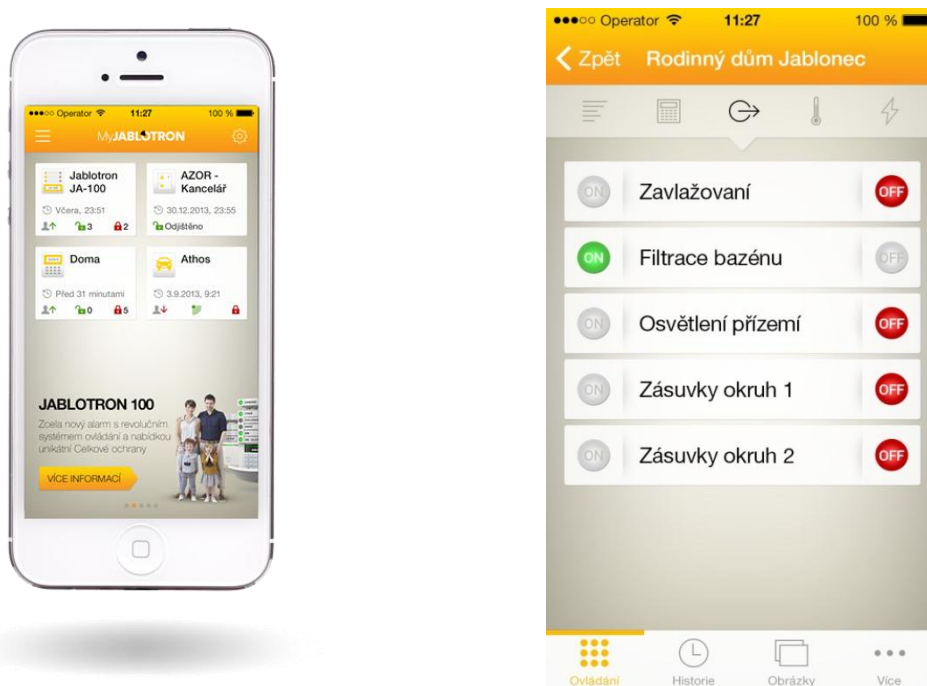 Operator 11:27 100 %
MyJABLOTRON
Jablotron
JA-100
Včera, 23:51
3 2
AZOR -
Kancelář
30.12.2013, 23:55
Odjištěno
Doma
Před 31 minutami
0 5
Athos
3.9.2013, 9:21
JABLOTRON 100
Zcela nový alarm s revolučním
systémem ovládání a nabídkou
unikátní Celkové ochrany
VÍCE INFORMACÍ
Operator 11:27 100 %
Zpět Rodinný dům Jablonec
ON Zavlažovaní OFF
ON Filtrace bazénu OFF
ON Osvětlení přízemí OFF
ON Zásuvky okruh 1 OFF
ON Zásuvky okruh 2 OFF
Ovládání Historie Obrázky Více